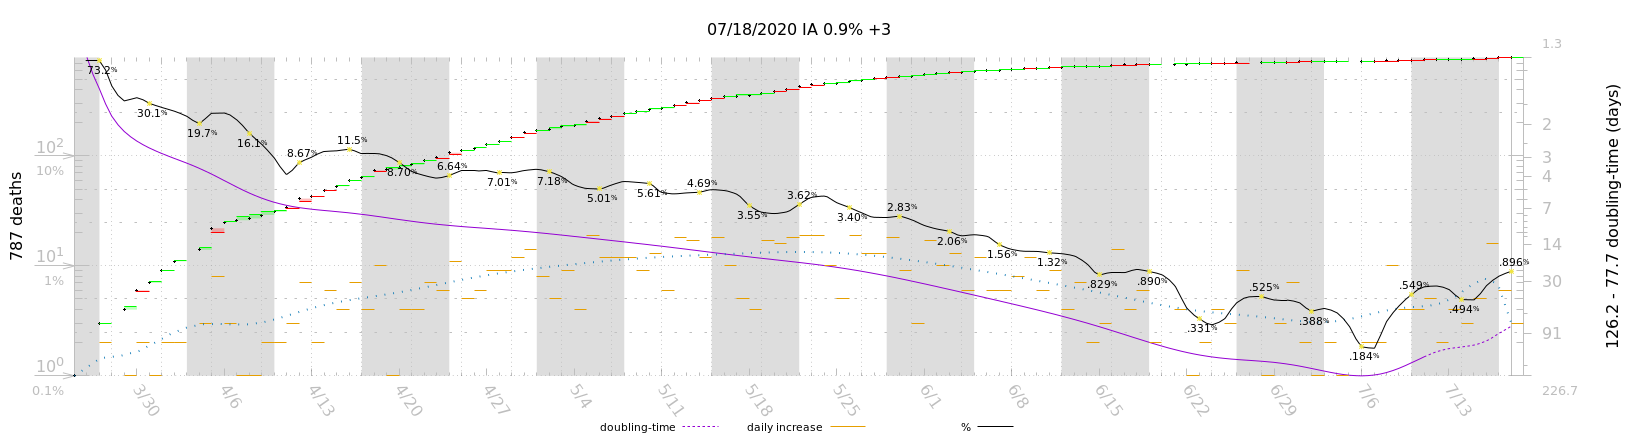 07/18/2020 IA 0.9% +3
787 deaths
126.2 - 77.7 doubling-time (days)
10² 10% 10¹ 1% 10⁰ 0.1%
1.3 2 3 4 7 14 30 91 226.7
73.2% 30.1% 19.7% 16.1% 8.67% 11.5% 8.70% 6.64% 7.01% 7.18% 5.01% 5.61% 4.69% 3.55% 3.62% 3.40% 2.83% 2.06% 1.56% 1.32% .829% .890% .331% .525% .388% .184% .549% .494% .896%
3/30 4/6 4/13 4/20 4/27 5/4 5/11 5/18 5/25 6/1 6/8 6/15 6/22 6/29 7/6 7/13
doubling-time daily increase %